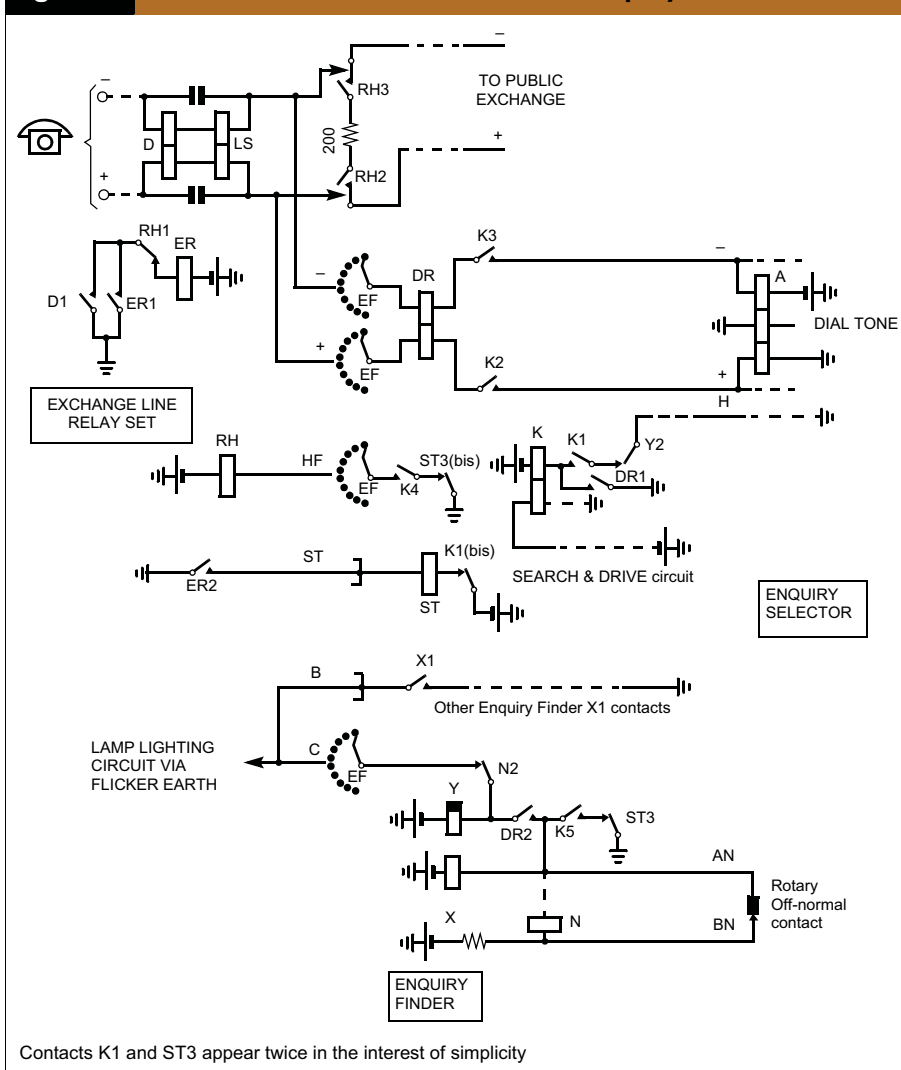 –
TO PUBLIC
EXCHANGE
+
RH3
200
RH2
–
D
LS
+
RH1
ER
D1
ER1
K3
–
DR
A
–
EF
DIAL TONE
+
EF
K2
+
H
EXCHANGE LINE
RELAY SET
RH
HF
EF
K4
ST3(bis)
K
K1
Y2
DR1
ST
ER2
K1(bis)
ST
SEARCH & DRIVE circuit
ENQUIRY
SELECTOR
B
X1
Other Enquiry Finder X1 contacts
LAMP LIGHTING
CIRCUIT VIA
FLICKER EARTH
C
EF
N2
Y
DR2
K5
ST3
AN
Rotary
Off-normal
contact
X
N
BN
ENQUIRY
FINDER
Contacts K1 and ST3 appear twice in the interest of simplicity